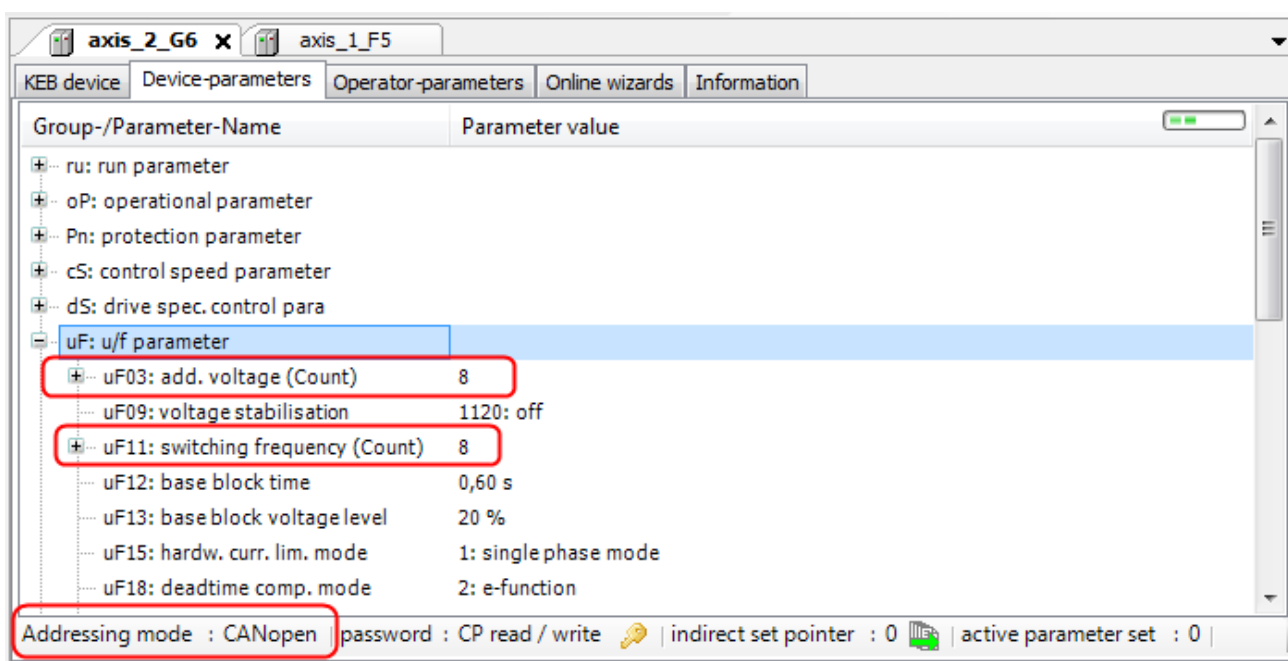 axis_2_G6 x axis_1_F5
KEB device Device-parameters Operator-parameters Online wizards Information
Group-/Parameter-Name Parameter value
ru: run parameter
oP: operational parameter
Pn: protection parameter
cS: control speed parameter
dS: drive spec. control para
uF: u/f parameter
uF03: add. voltage (Count) 8
uF09: voltage stabilisation 1120: off
uF11: switching frequency (Count) 8
uF12: base block time 0,60 s
uF13: base block voltage level 20 %
uF15: hardw. curr. lim. mode 1: single phase mode
uF18: deadtime comp. mode 2: e-function
Addressing mode : CANopen | password : CP read / write | indirect set pointer : 0 | active parameter set : 0 |